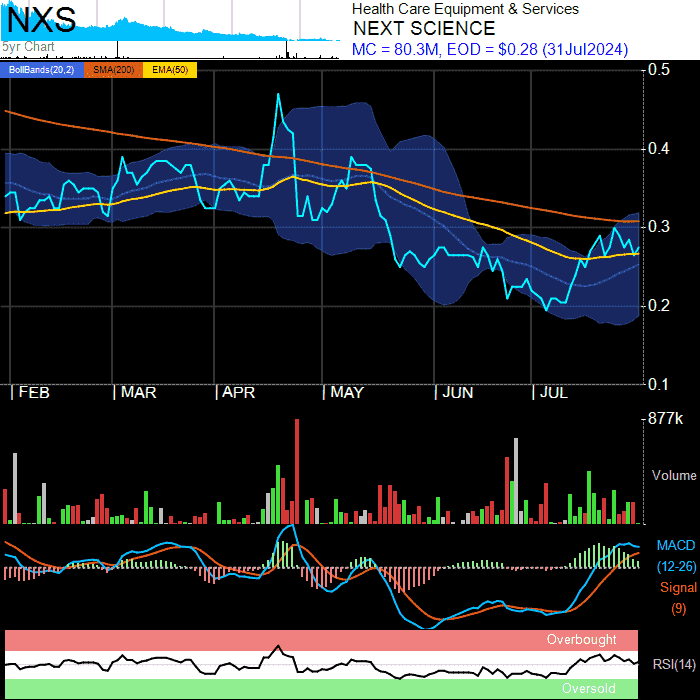 NXS
5yr Chart
Health Care Equipment & Services
NEXT SCIENCE
MC = 80.3M, EOD = $0.28 (31Jul2024)
BollBands(20,2) SMA(200) EMA(50)
0.5
0.4
0.3
0.2
0.1
FEB MAR APR MAY JUN JUL
877k
Volume
MACD
(12-26)
Signal
(9)
Overbought
RSI(14)
Oversold